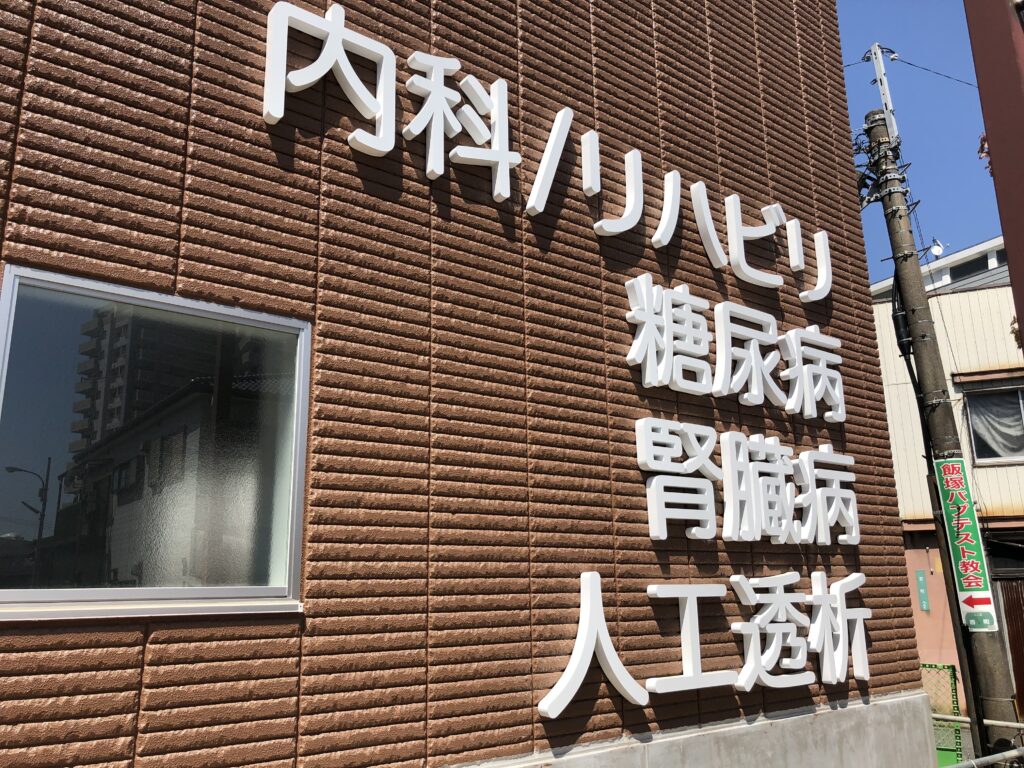 内科/リハビリ
糖尿病
腎臓病
人工透析
飯塚バプテスト教会